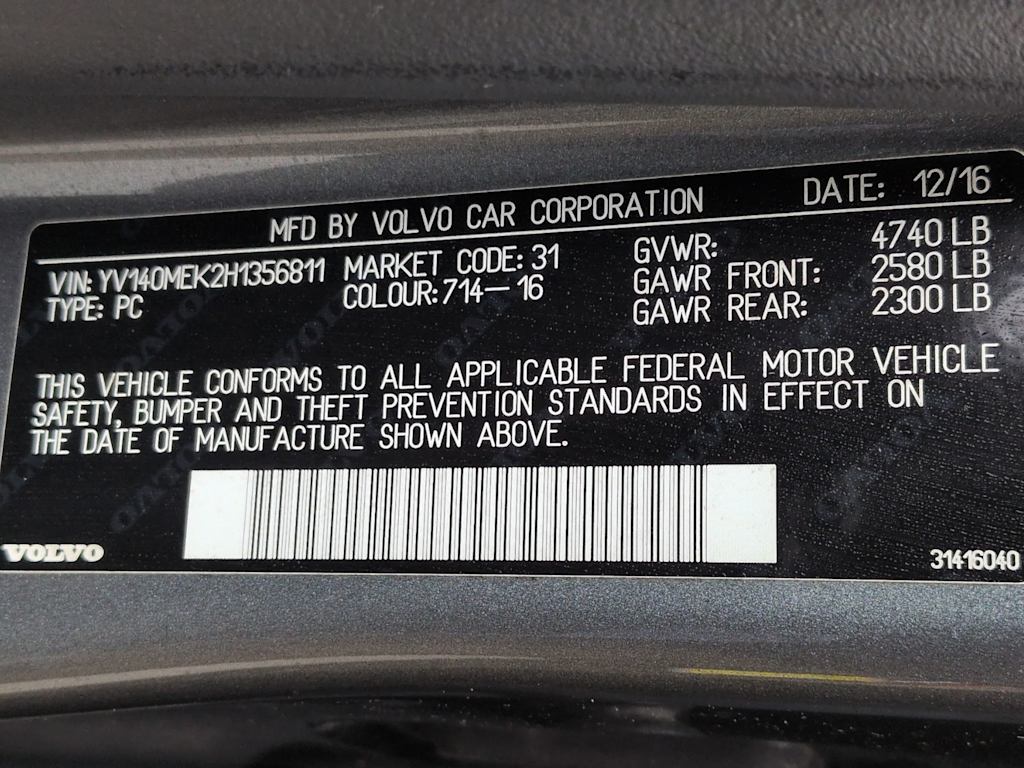 MFD BY VOLVO CAR CORPORATION DATE: 12/16
VIN: YV140MEK2H1356811 MARKET CODE: 31 GVWR: 4740 LB
TYPE: PC COLOUR: 714-16 GAWR FRONT: 2580 LB
GAWR REAR: 2300 LB
THIS VEHICLE CONFORMS TO ALL APPLICABLE FEDERAL MOTOR VEHICLE
SAFETY, BUMPER AND THEFT PREVENTION STANDARDS IN EFFECT ON
THE DATE OF MANUFACTURE SHOWN ABOVE.
VOLVO 31416040